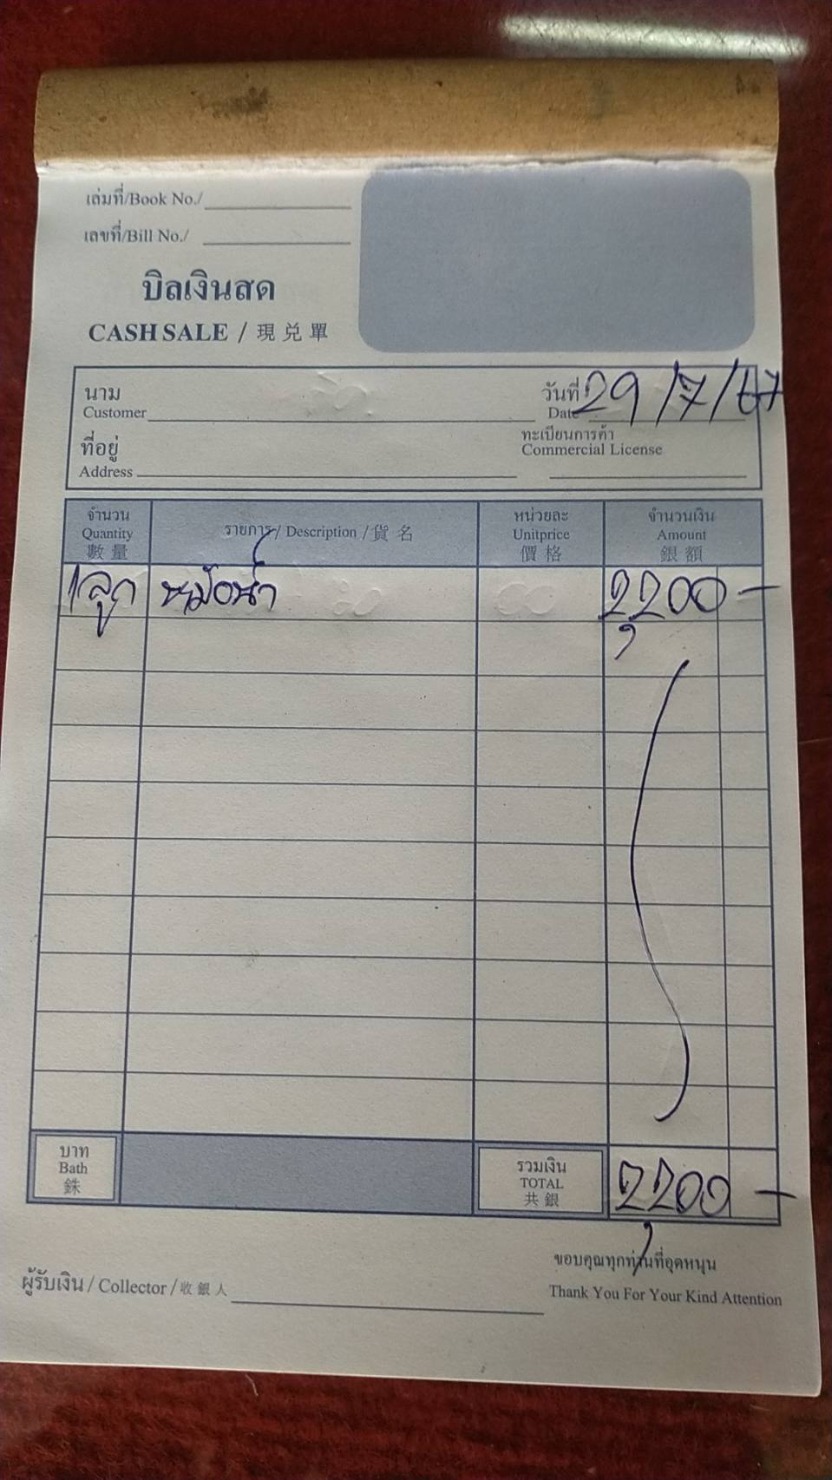 เล่มที่/Book No./
เลขที่/Bill No./
บิลเงินสด
CASH SALE / 現兑單
นาม
Customer
วันที่ 29/7/67
Date
ที่อยู่
Address
ทะเบียนการค้า
Commercial License
จำนวน
Quantity
數量
รายการ / Description / 貨名
หน่วยละ
Unitprice
價格
จำนวนเงิน
Amount
銀額
1ลูก หม้อน้ำ 2,200-
บาท
Bath
銖
รวมเงิน
TOTAL
共銀
2,200-
ขอบคุณทุกท่านที่อุดหนุน
Thank You For Your Kind Attention
ผู้รับเงิน / Collector / 收銀人